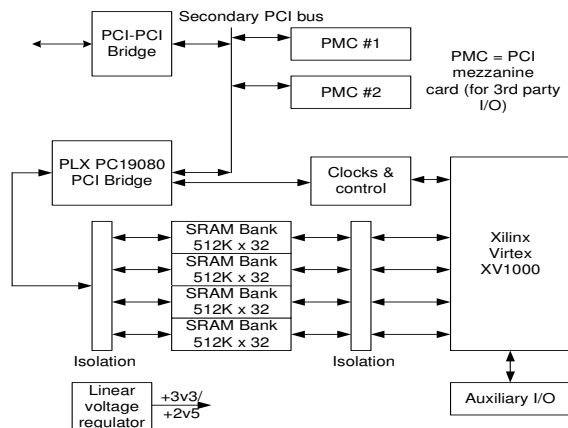 Secondary PCI bus
PCI-PCI
Bridge
PMC #1
PMC #2
PMC = PCI
mezzanine
card (for 3rd party
I/O)
PLX PC19080
PCI Bridge
Clocks &
control
Xilinx
Virtex
XV1000
SRAM Bank
512K x 32
SRAM Bank
512K x 32
SRAM Bank
512K x 32
SRAM Bank
512K x 32
Isolation
Isolation
Linear
voltage
regulator
+3v3/
+2v5
Auxiliary I/O